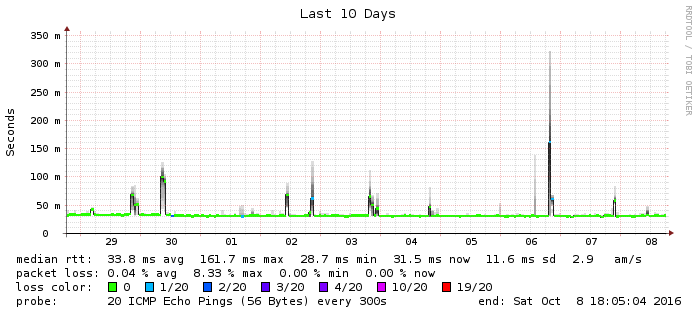 Last 10 Days
RRDTOOL / TOBI OETIKER
Seconds
350 m
300 m
250 m
200 m
150 m
100 m
50 m
0
29 30 01 02 03 04 05 06 07 08
median rtt: 33.8 ms avg 161.7 ms max 28.7 ms min 31.5 ms now 11.6 ms sd 2.9 am/s
packet loss: 0.04 % avg 8.33 % max 0.00 % min 0.00 % now
loss color: 0 1/20 2/20 3/20 4/20 10/20 19/20
probe: 20 ICMP Echo Pings (56 Bytes) every 300s end: Sat Oct 8 18:05:04 2016